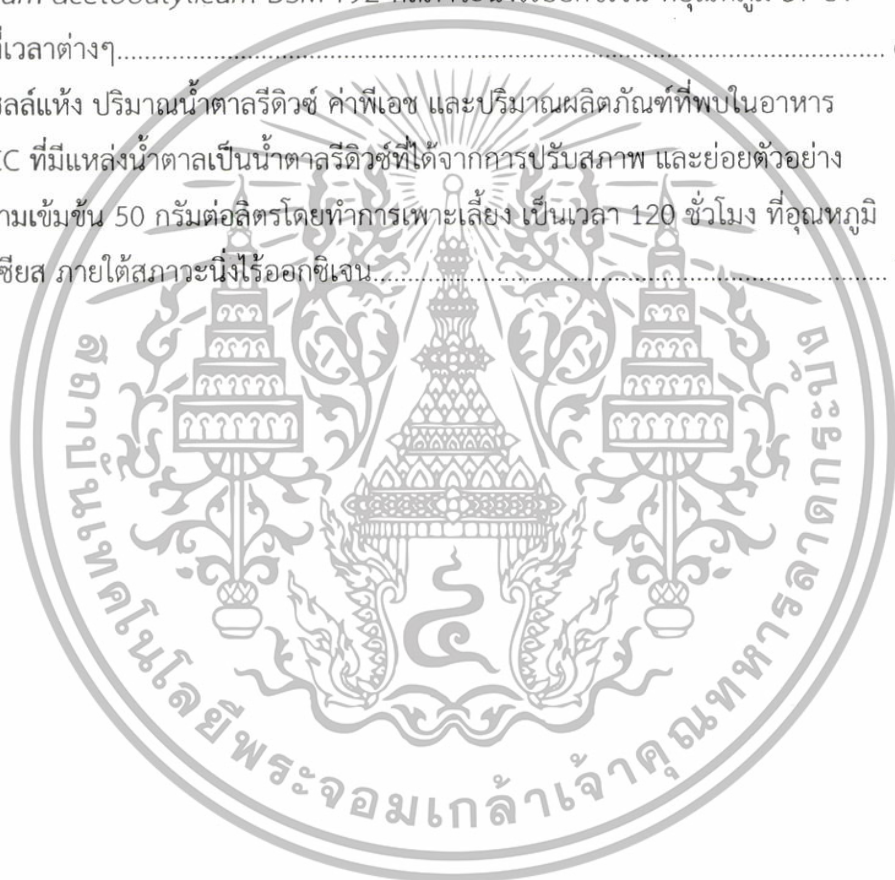 acetobutylicum DSM 792
ที่เวลาต่างๆ
เซลล์แห้ง ปริมาณน้ำตาลรีดิวซ์ ค่าพีเอช และปริมาณผลิตภัณฑ์ที่พบในอาหาร
ที่มีแหล่งน้ำตาลเป็นน้ำตาลรีดิวซ์ที่ได้จากการปรับสภาพ และย่อยตัวอย่าง
ความเข้มข้น 50 กรัมต่อลิตรโดยทำการเพาะเลี้ยง เป็นเวลา 120 ชั่วโมง ที่อุณหภูมิ
เซียส ภายใต้สภาวะนิ่งไร้ออกซิเจน
สถาบันเทคโนโลยีพระจอมเกล้าเจ้าคุณทหารลาดกระบัง